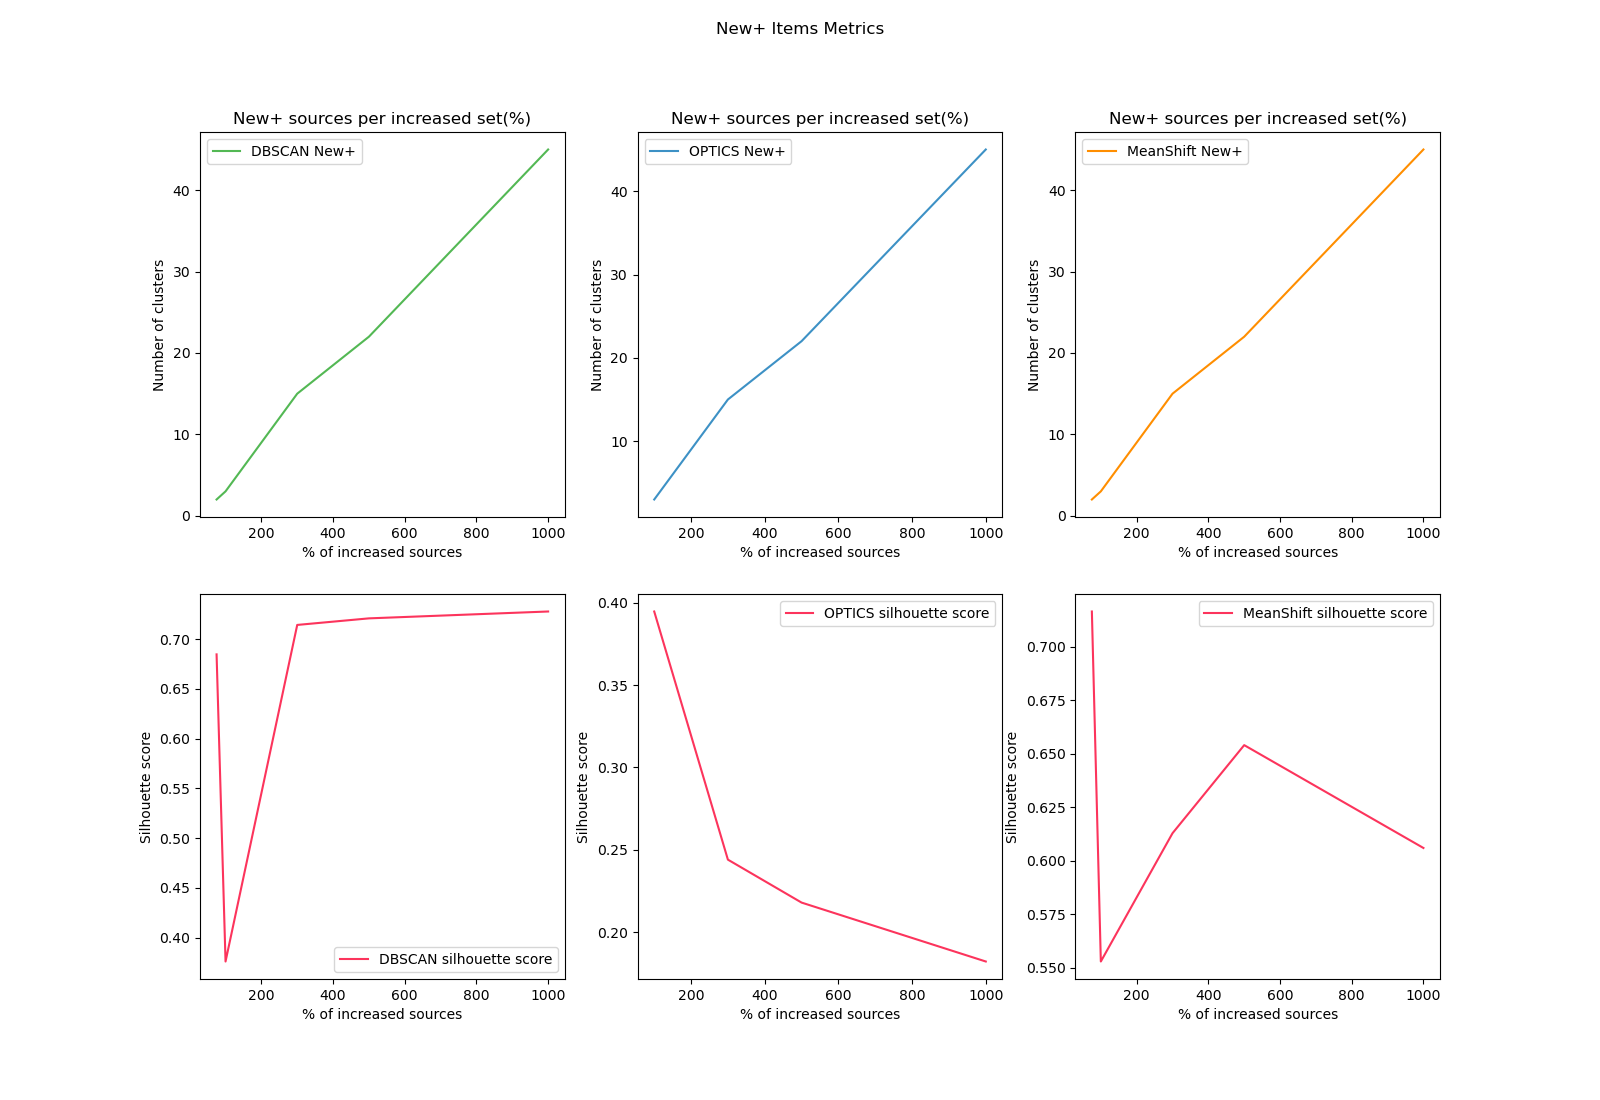 New+ Items Metrics
New+ sources per increased set(%)
DBSCAN New+
Number of clusters
40
30
20
10
0
200 400 600 800 1000
% of increased sources
New+ sources per increased set(%)
OPTICS New+
Number of clusters
40
30
20
10
200 400 600 800 1000
% of increased sources
New+ sources per increased set(%)
MeanShift New+
Number of clusters
40
30
20
10
0
200 400 600 800 1000
% of increased sources
Silhouette score
0.70
0.65
0.60
0.55
0.50
0.45
0.40
DBSCAN silhouette score
200 400 600 800 1000
% of increased sources
OPTICS silhouette score
Silhouette score
0.40
0.35
0.30
0.25
0.20
200 400 600 800 1000
% of increased sources
MeanShift silhouette score
Silhouette score
0.700
0.675
0.650
0.625
0.600
0.575
0.550
200 400 600 800 1000
% of increased sources